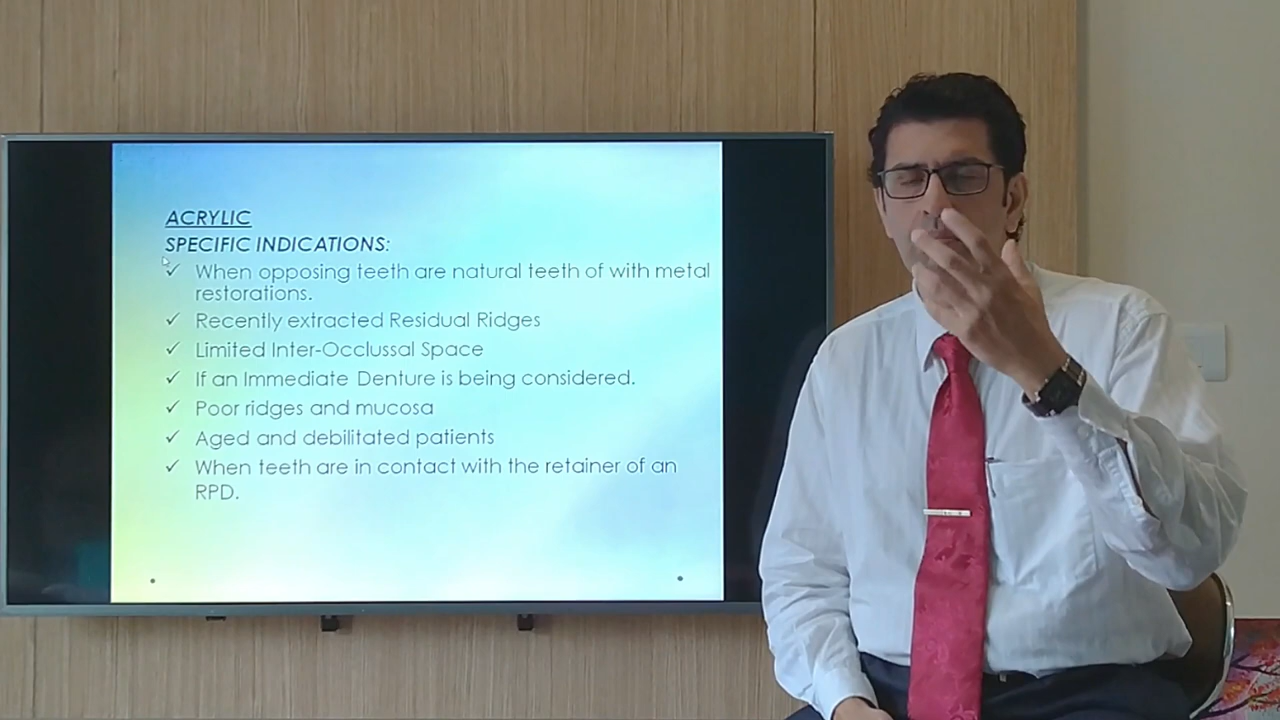 ACRYLIC
SPECIFIC INDICATIONS:
✓ When opposing teeth are natural teeth of with metal
restorations.
✓ Recently extracted Residual Ridges
✓ Limited Inter-Occlussal Space
✓ If an Immediate Denture is being considered.
✓ Poor ridges and mucosa
✓ Aged and debilitated patients
✓ When teeth are in contact with the retainer of an
RPD.